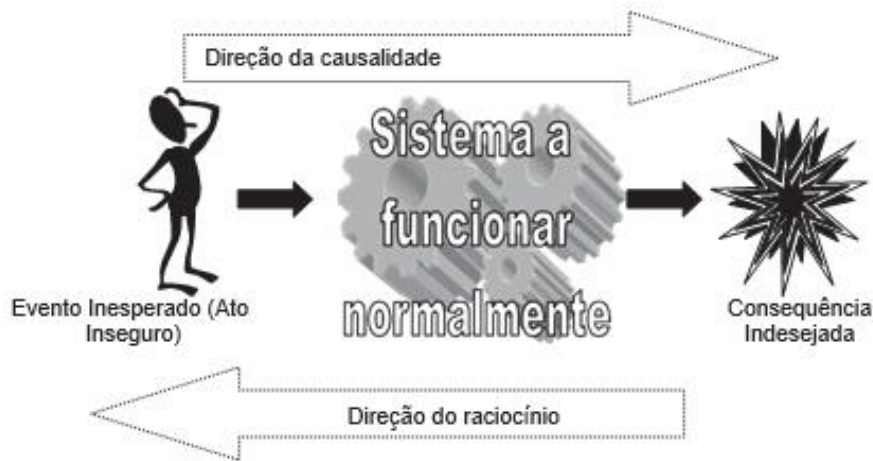 Direção da causalidade
Sistema a
funcionar
normalmente
Evento Inesperado (Ato
Inseguro)
Consequência
Indesejada
Direção do raciocínio